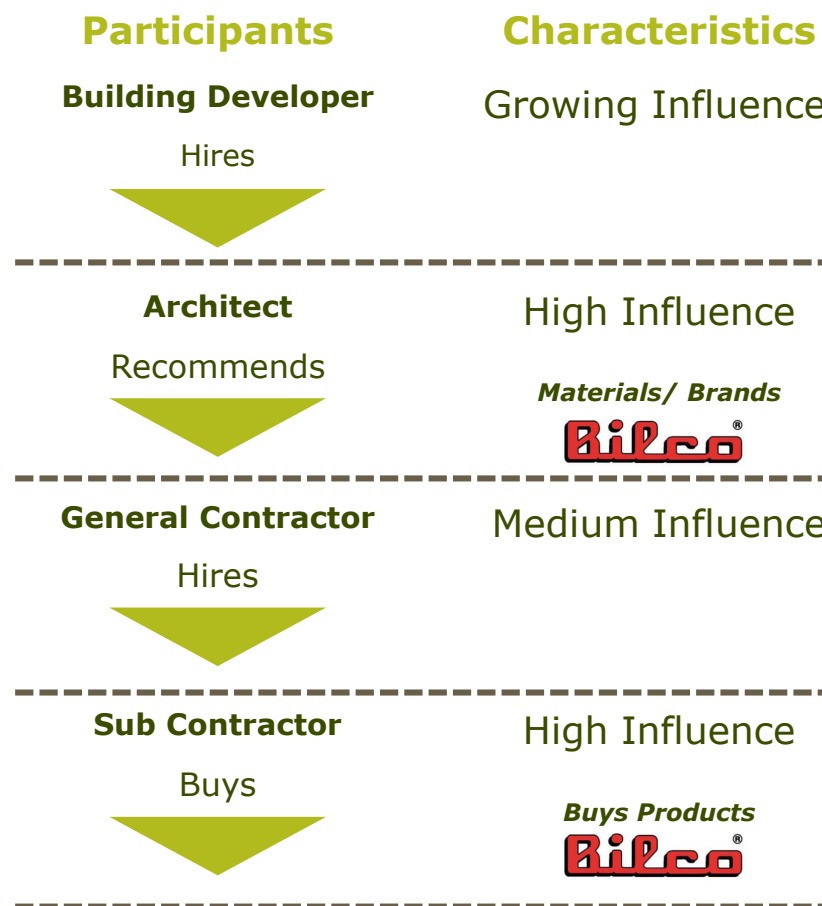 Participants
Characteristics
Building Developer
Growing Influence
Hires
Architect
High Influence
Recommends
Materials/ Brands
Bilco®
General Contractor
Medium Influence
Hires
Sub Contractor
High Influence
Buys
Buys Products
Bilco®